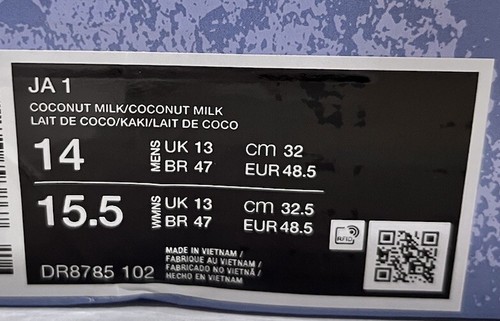 JA 1
COCONUT MILK/COCONUT MILK
LAIT DE COCO/KAKI/LAIT DE COCO
14 MENS UK 13 cm 32
BR 47 EUR 48.5
15.5 WMNS UK 13 cm 32.5
BR 47 EUR 48.5
RFID
MADE IN VIETNAM /
FABRIQUE AU VIETNAM /
FABRICADO NO VIETNÃ /
HECHO EN VIETNAM
DR8785 102